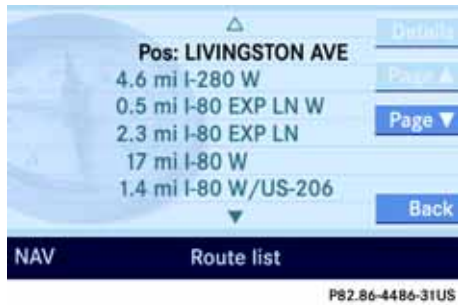 Details
Pos: LIVINGSTON AVE
4.6 mi I-280 W
Page ▲
0.5 mi I-80 EXP LN W
Page ▼
2.3 mi I-80 EXP LN
17 mi I-80 W
1.4 mi I-80 W/US-206
Back
NAV Route list
P82.86-4486-31US